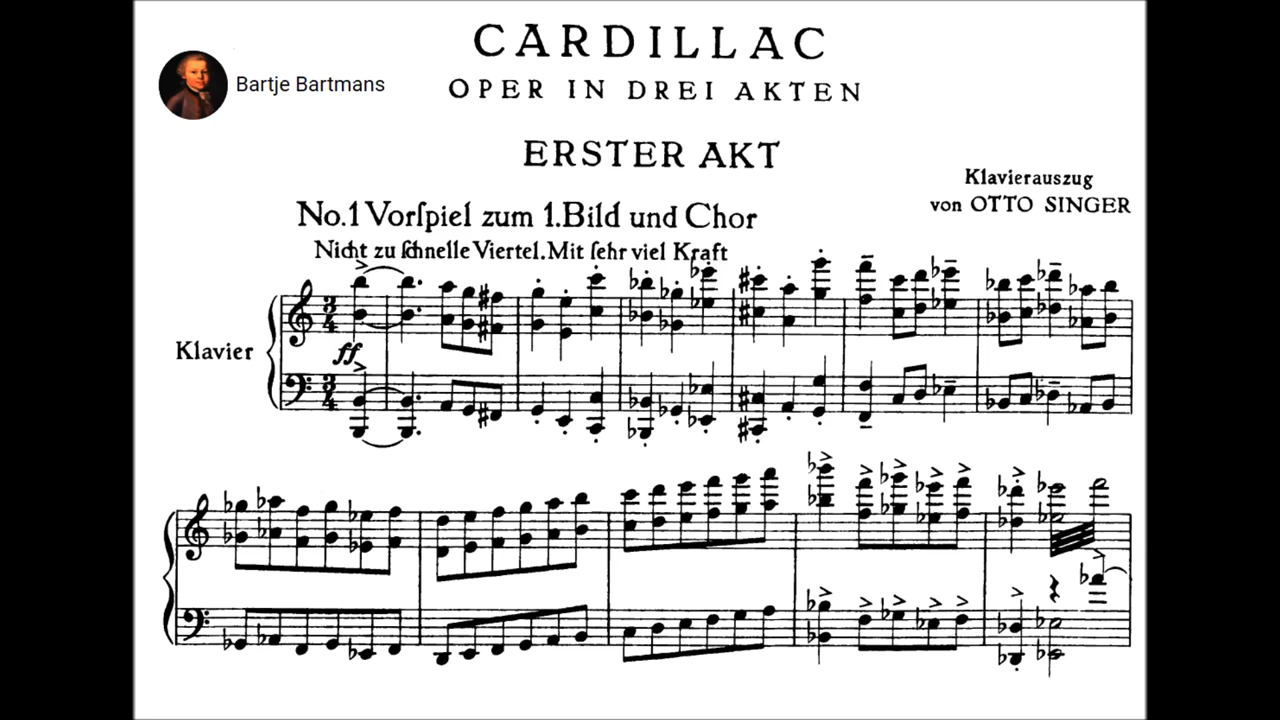 CARDILLAC
Bartje Bartmans
OPER IN DREI AKTEN
ERSTER AKT
Klavierauszug
von OTTO SINGER
No.1 Vorſpiel zum 1.Bild und Chor
Nicht zu ſchnelle Viertel. Mit ſehr viel Kraft
Klavier
ff